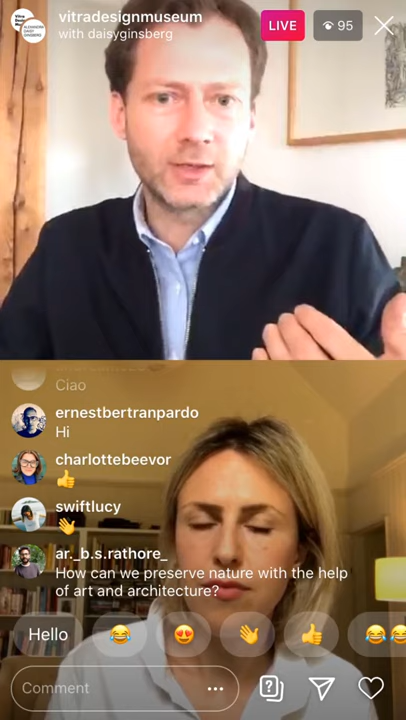 vitradesignmuseum
with daisyginsberg
LIVE
95
Ciao
ernestbertranpardo
Hi
charlottebeevor
swiftlucy
ar._b.s.rathore_
How can we preserve nature with the help
of art and architecture?
Hello
Comment